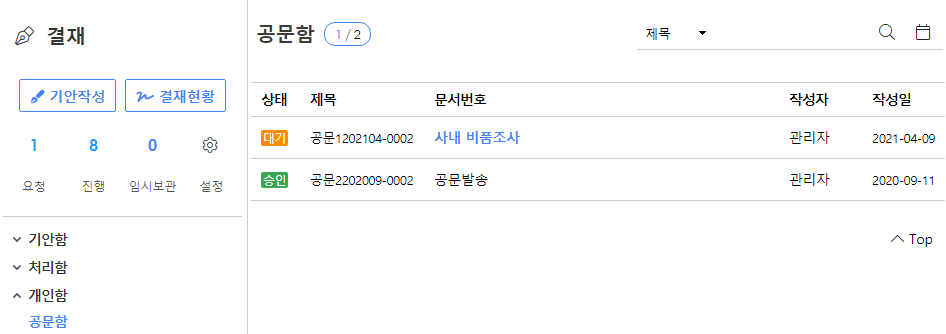 결재
기안작성 결재현황
1 8 0
요청 진행 임시보관 설정
기안함
처리함
개인함
공문함
공문함 1 / 2
제목
상태 제목 문서번호 작성자 작성일
대기 공문1202104-0002 사내 비품조사 관리자 2021-04-09
승인 공문2202009-0002 공문발송 관리자 2020-09-11
Top